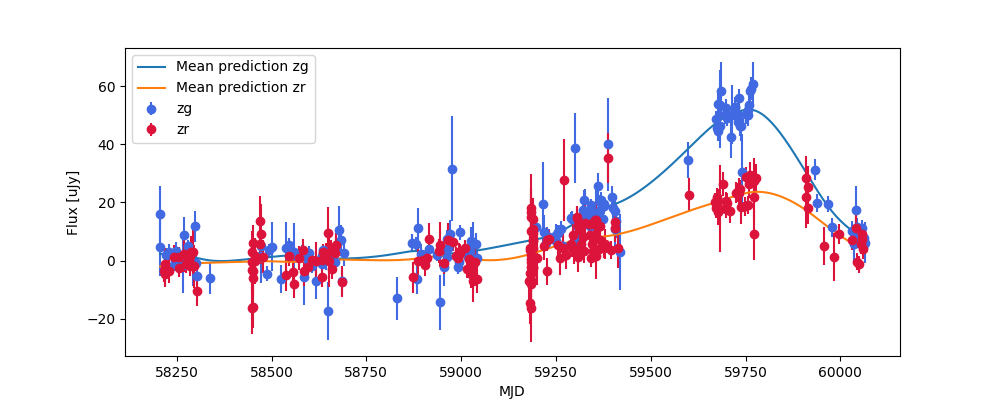 Mean prediction zg
Mean prediction zr
zg
zr
Flux [uJy]
60
40
20
0
−20
58250 58500 58750 59000 59250 59500 59750 60000
MJD